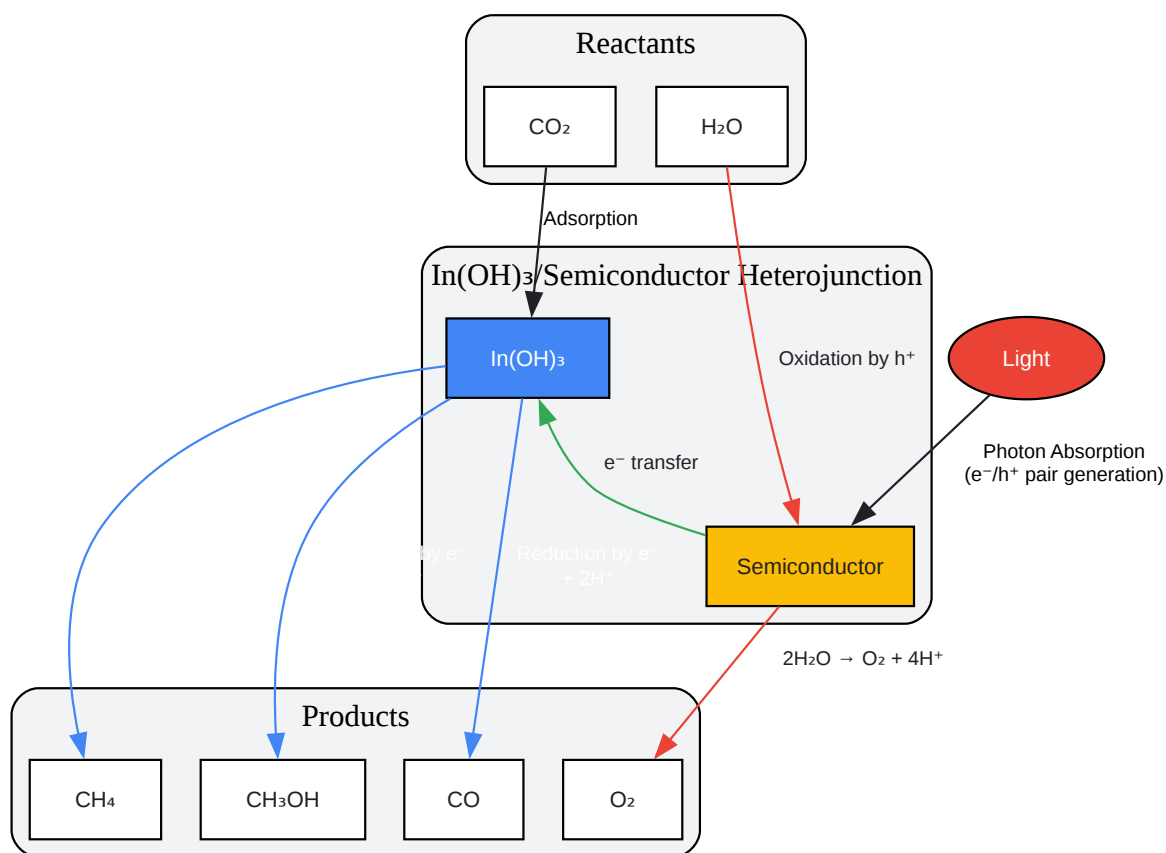 Reactants
CO₂
H₂O
Adsorption
In(OH)₃/Semiconductor Heterojunction
In(OH)₃
Oxidation by h⁺
Light
e⁻ transfer
Photon Absorption
(e⁻/h⁺ pair generation)
by e⁻
Reduction by e⁻
+ 2H⁺
Semiconductor
2H₂O → O₂ + 4H⁺
Products
CH₄
CH₃OH
CO
O₂